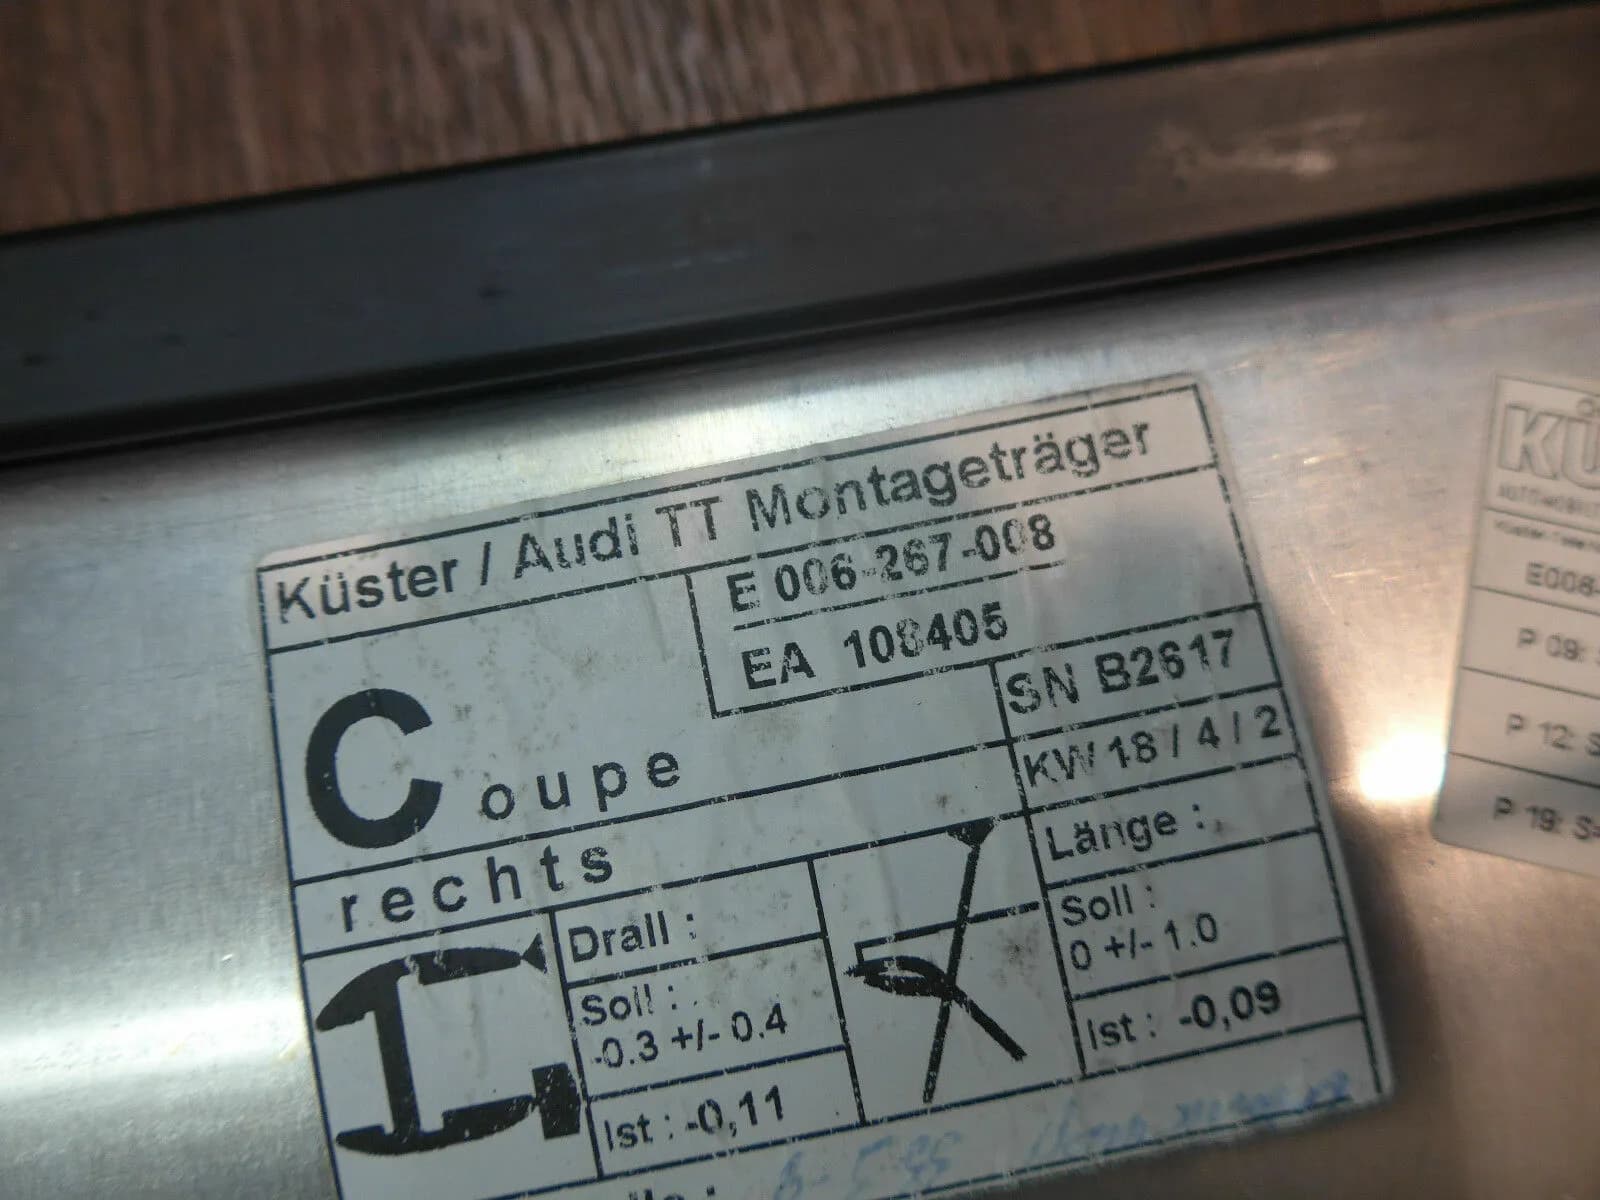 Küster / Audi TT Montageträger
E 006-267-008
EA 108405
Coupe
SN B2617
KW 18 / 4 / 2
rechts
Drall :
Soll :
-0.3 +/- 0.4
Ist : -0,11
Länge :
Soll :
0 +/- 1.0
Ist : -0,09
KÜ
E006-
P 09:
P 12: S
P 19: S